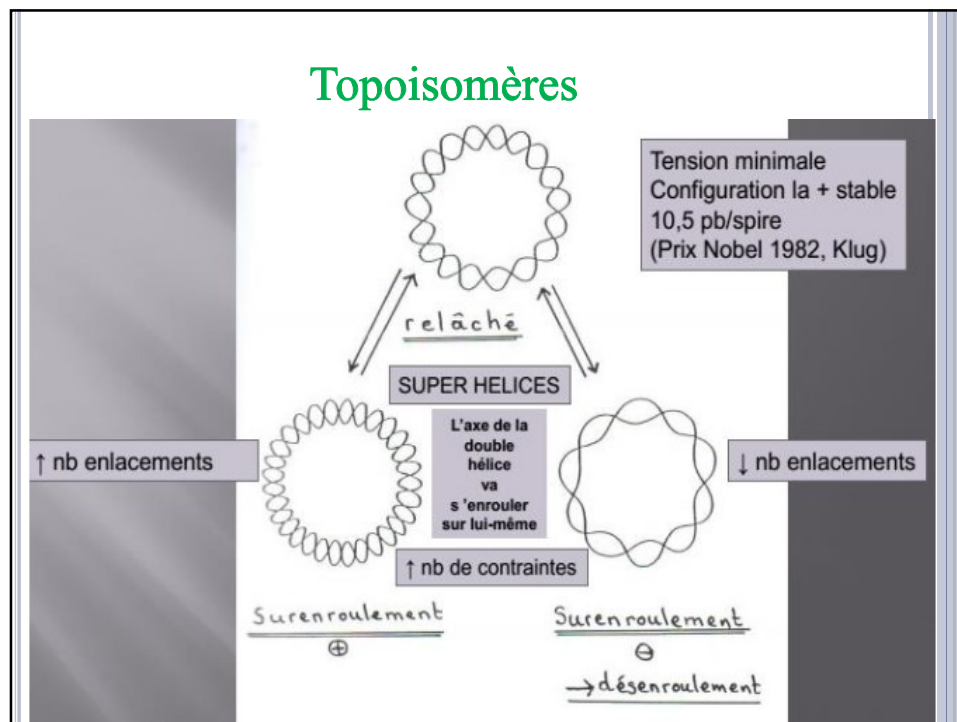 Topoisomères
Tension minimale
Configuration la + stable
10,5 pb/spire
(Prix Nobel 1982, Klug)
relâché
SUPER HELICES
↑ nb enlacements
L'axe de la
double
hélice
va
s 'enrouler
sur lui-même
↓ nb enlacements
↑ nb de contraintes
Surenroulement
⊕
Surenroulement
⊖
→ désenroulement